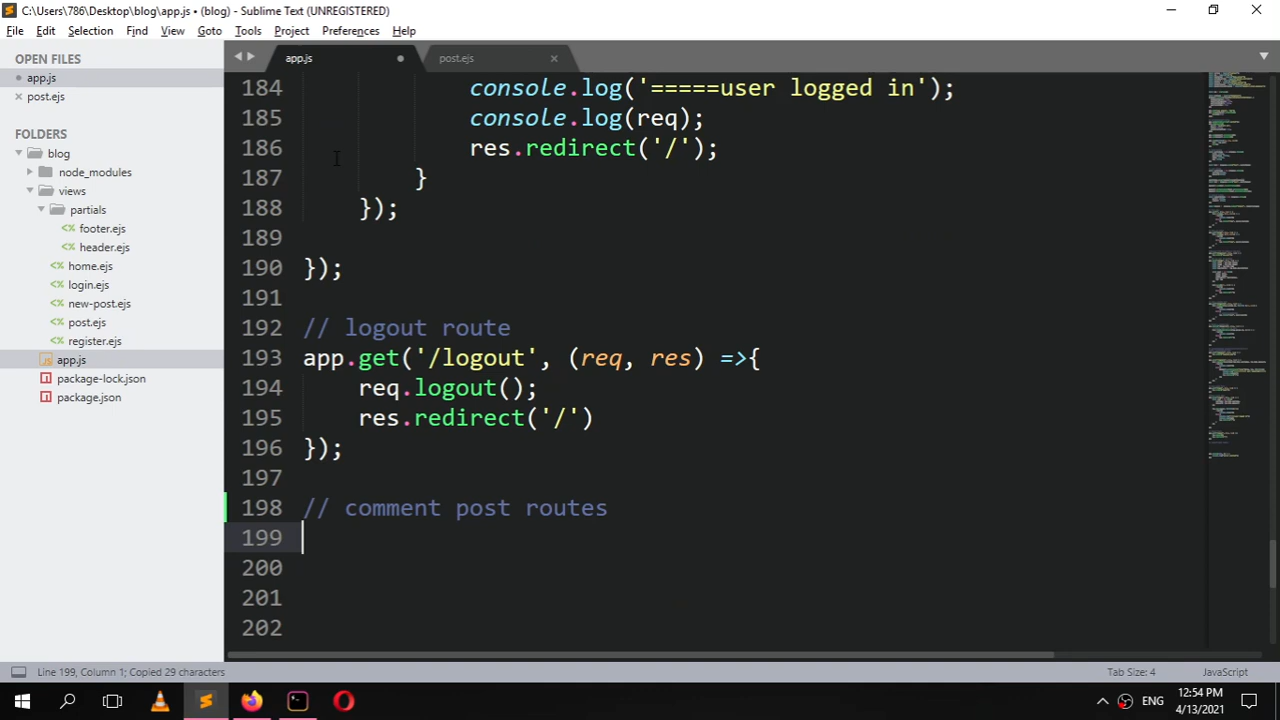 C:\Users\786\Desktop\blog\app.js • (blog) - Sublime Text (UNREGISTERED)
File Edit Selection Find View Goto Tools Project Preferences Help
OPEN FILES
app.js
post.ejs
FOLDERS
blog
node_modules
views
partials
footer.ejs
header.ejs
home.ejs
login.ejs
new-post.ejs
post.ejs
register.ejs
app.js
package-lock.json
package.json
app.js post.ejs
184 console.log('=====user logged in');
185 console.log(req);
186 res.redirect('/');
187 }
188 });
189
190 });
191
192 // logout route
193 app.get('/logout', (req, res) =>{
194 req.logout();
195 res.redirect('/')
196 });
197
198 // comment post routes
199
200
201
202
Line 199, Column 1; Copied 29 characters Tab Size: 4 JavaScript
ENG 12:54 PM
4/13/2021